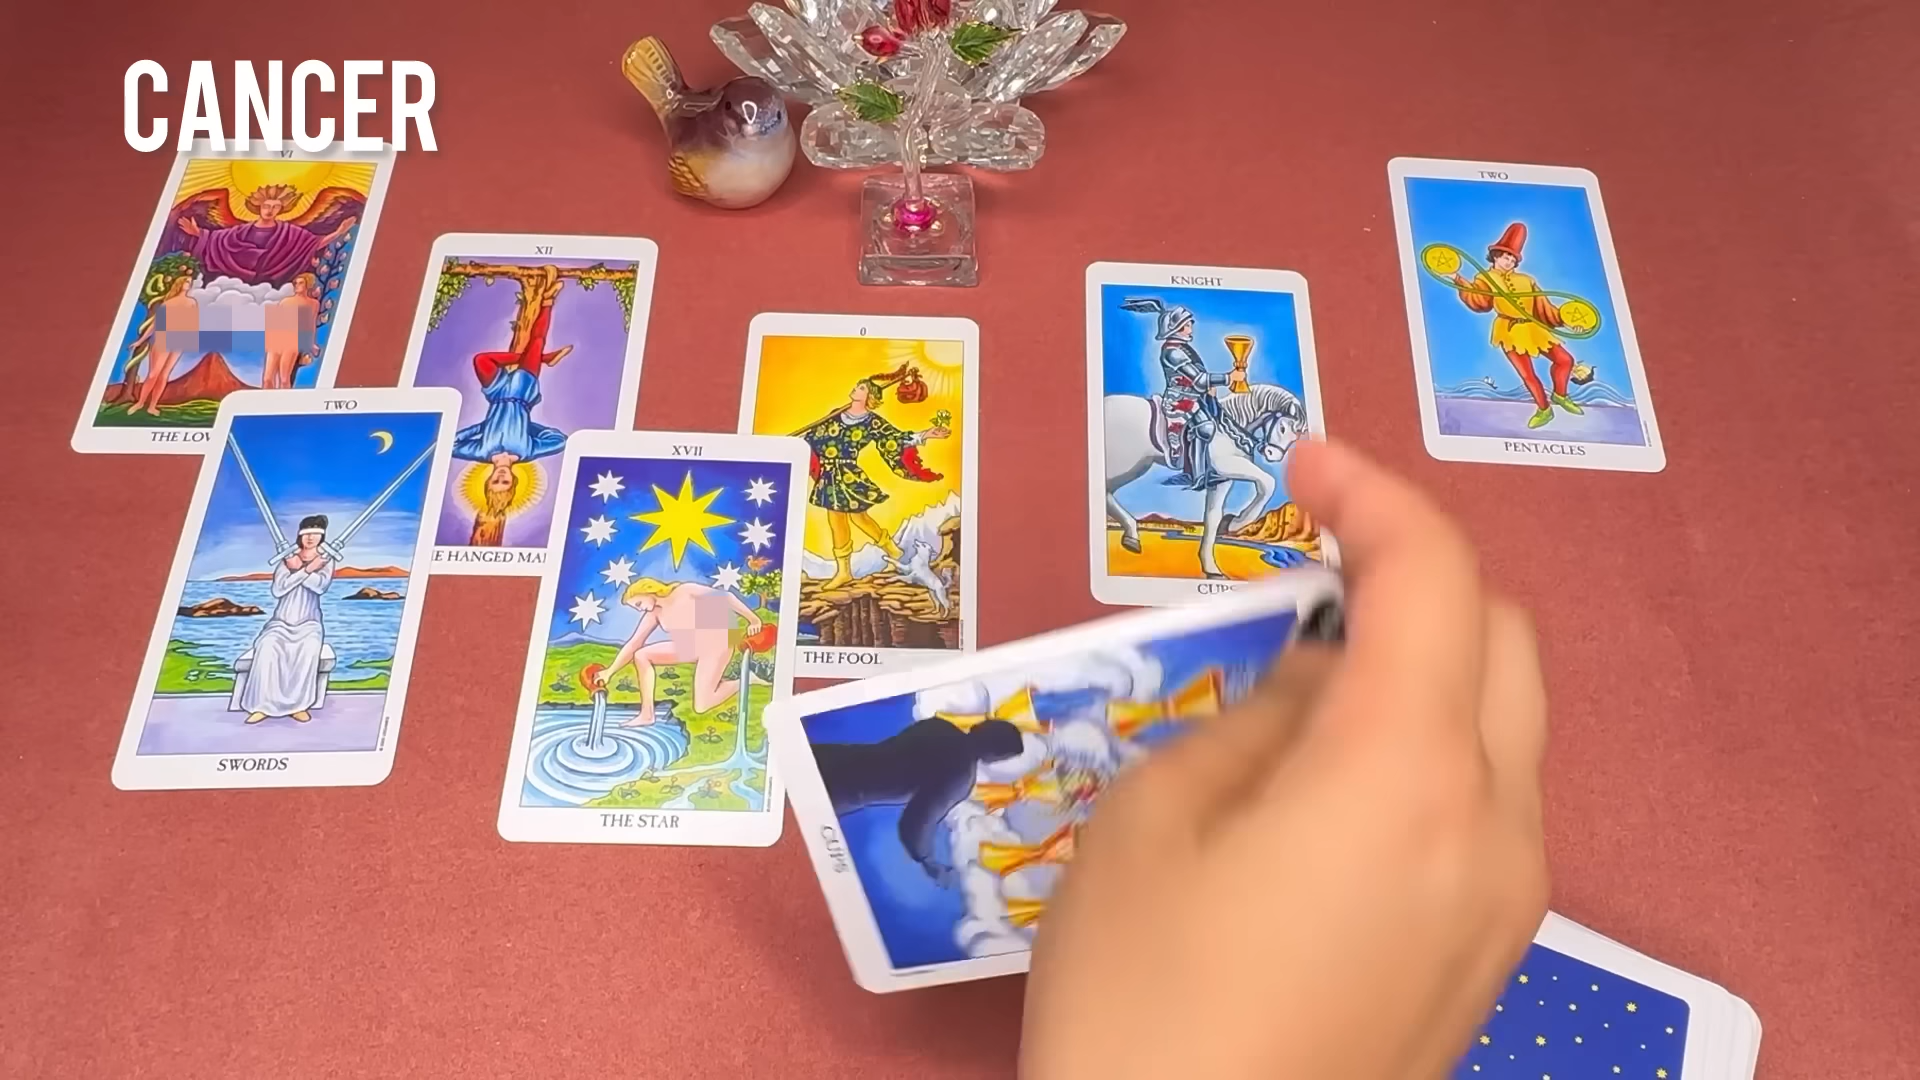 CANCER
VI
THE LOV
XII
E HANGED MA
TWO
SWORDS
XVII
THE STAR
0
THE FOOL
KNIGHT
CUPS
TWO
PENTACLES
CUPS